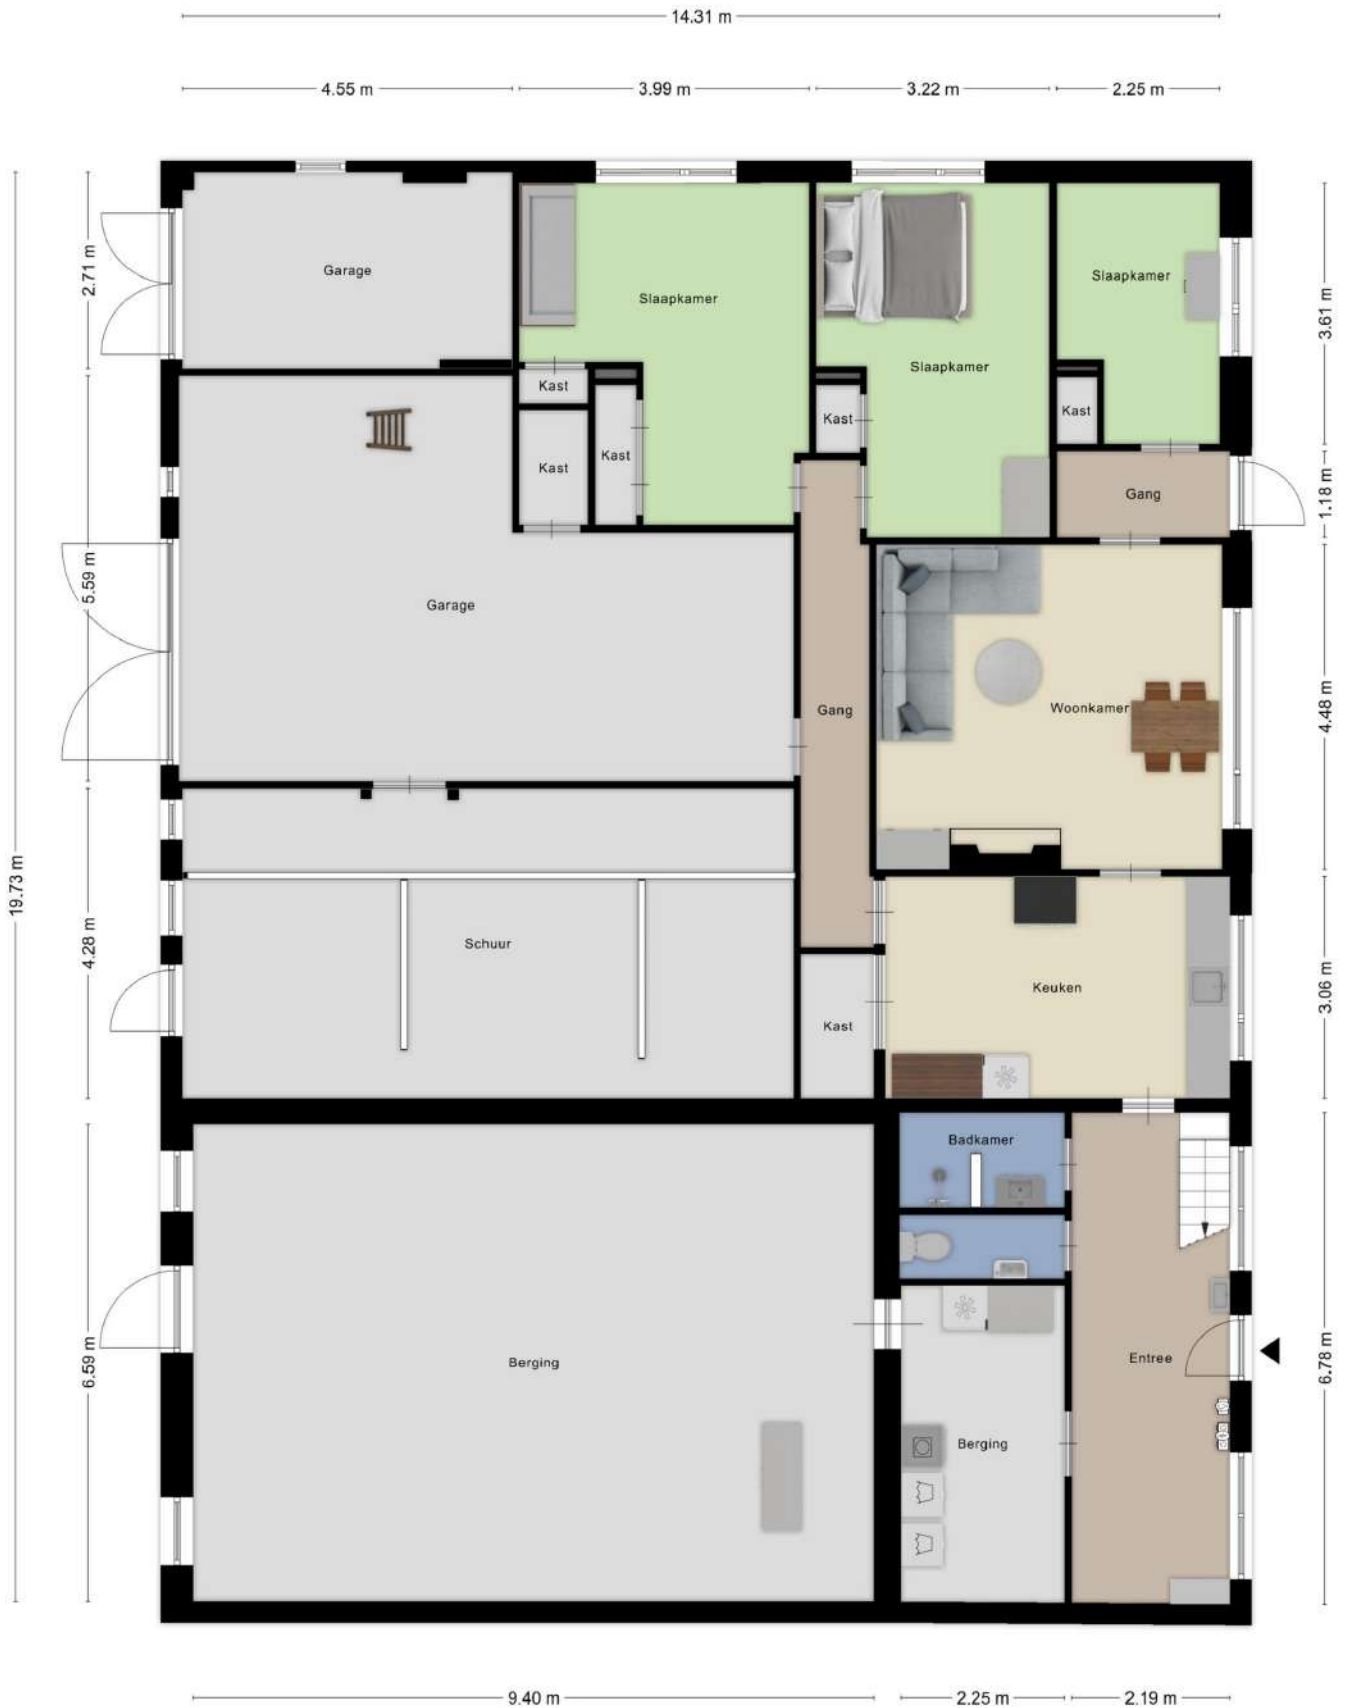 14.31 m
4.55 m
3.99 m
3.22 m
2.25 m
2.71 m
Garage
Slaapkamer
Slaapkamer
Slaapkamer
3.61 m
Kast
Kast
Kast
Kast
Kast
Gang
1.18 m
5.59 m
Garage
Gang
Woonkamer
4.48 m
19.73 m
4.28 m
Schuur
Keuken
3.06 m
Kast
Badkamer
6.59 m
Berging
Entree
6.78 m
Berging
9.40 m
2.25 m
2.19 m